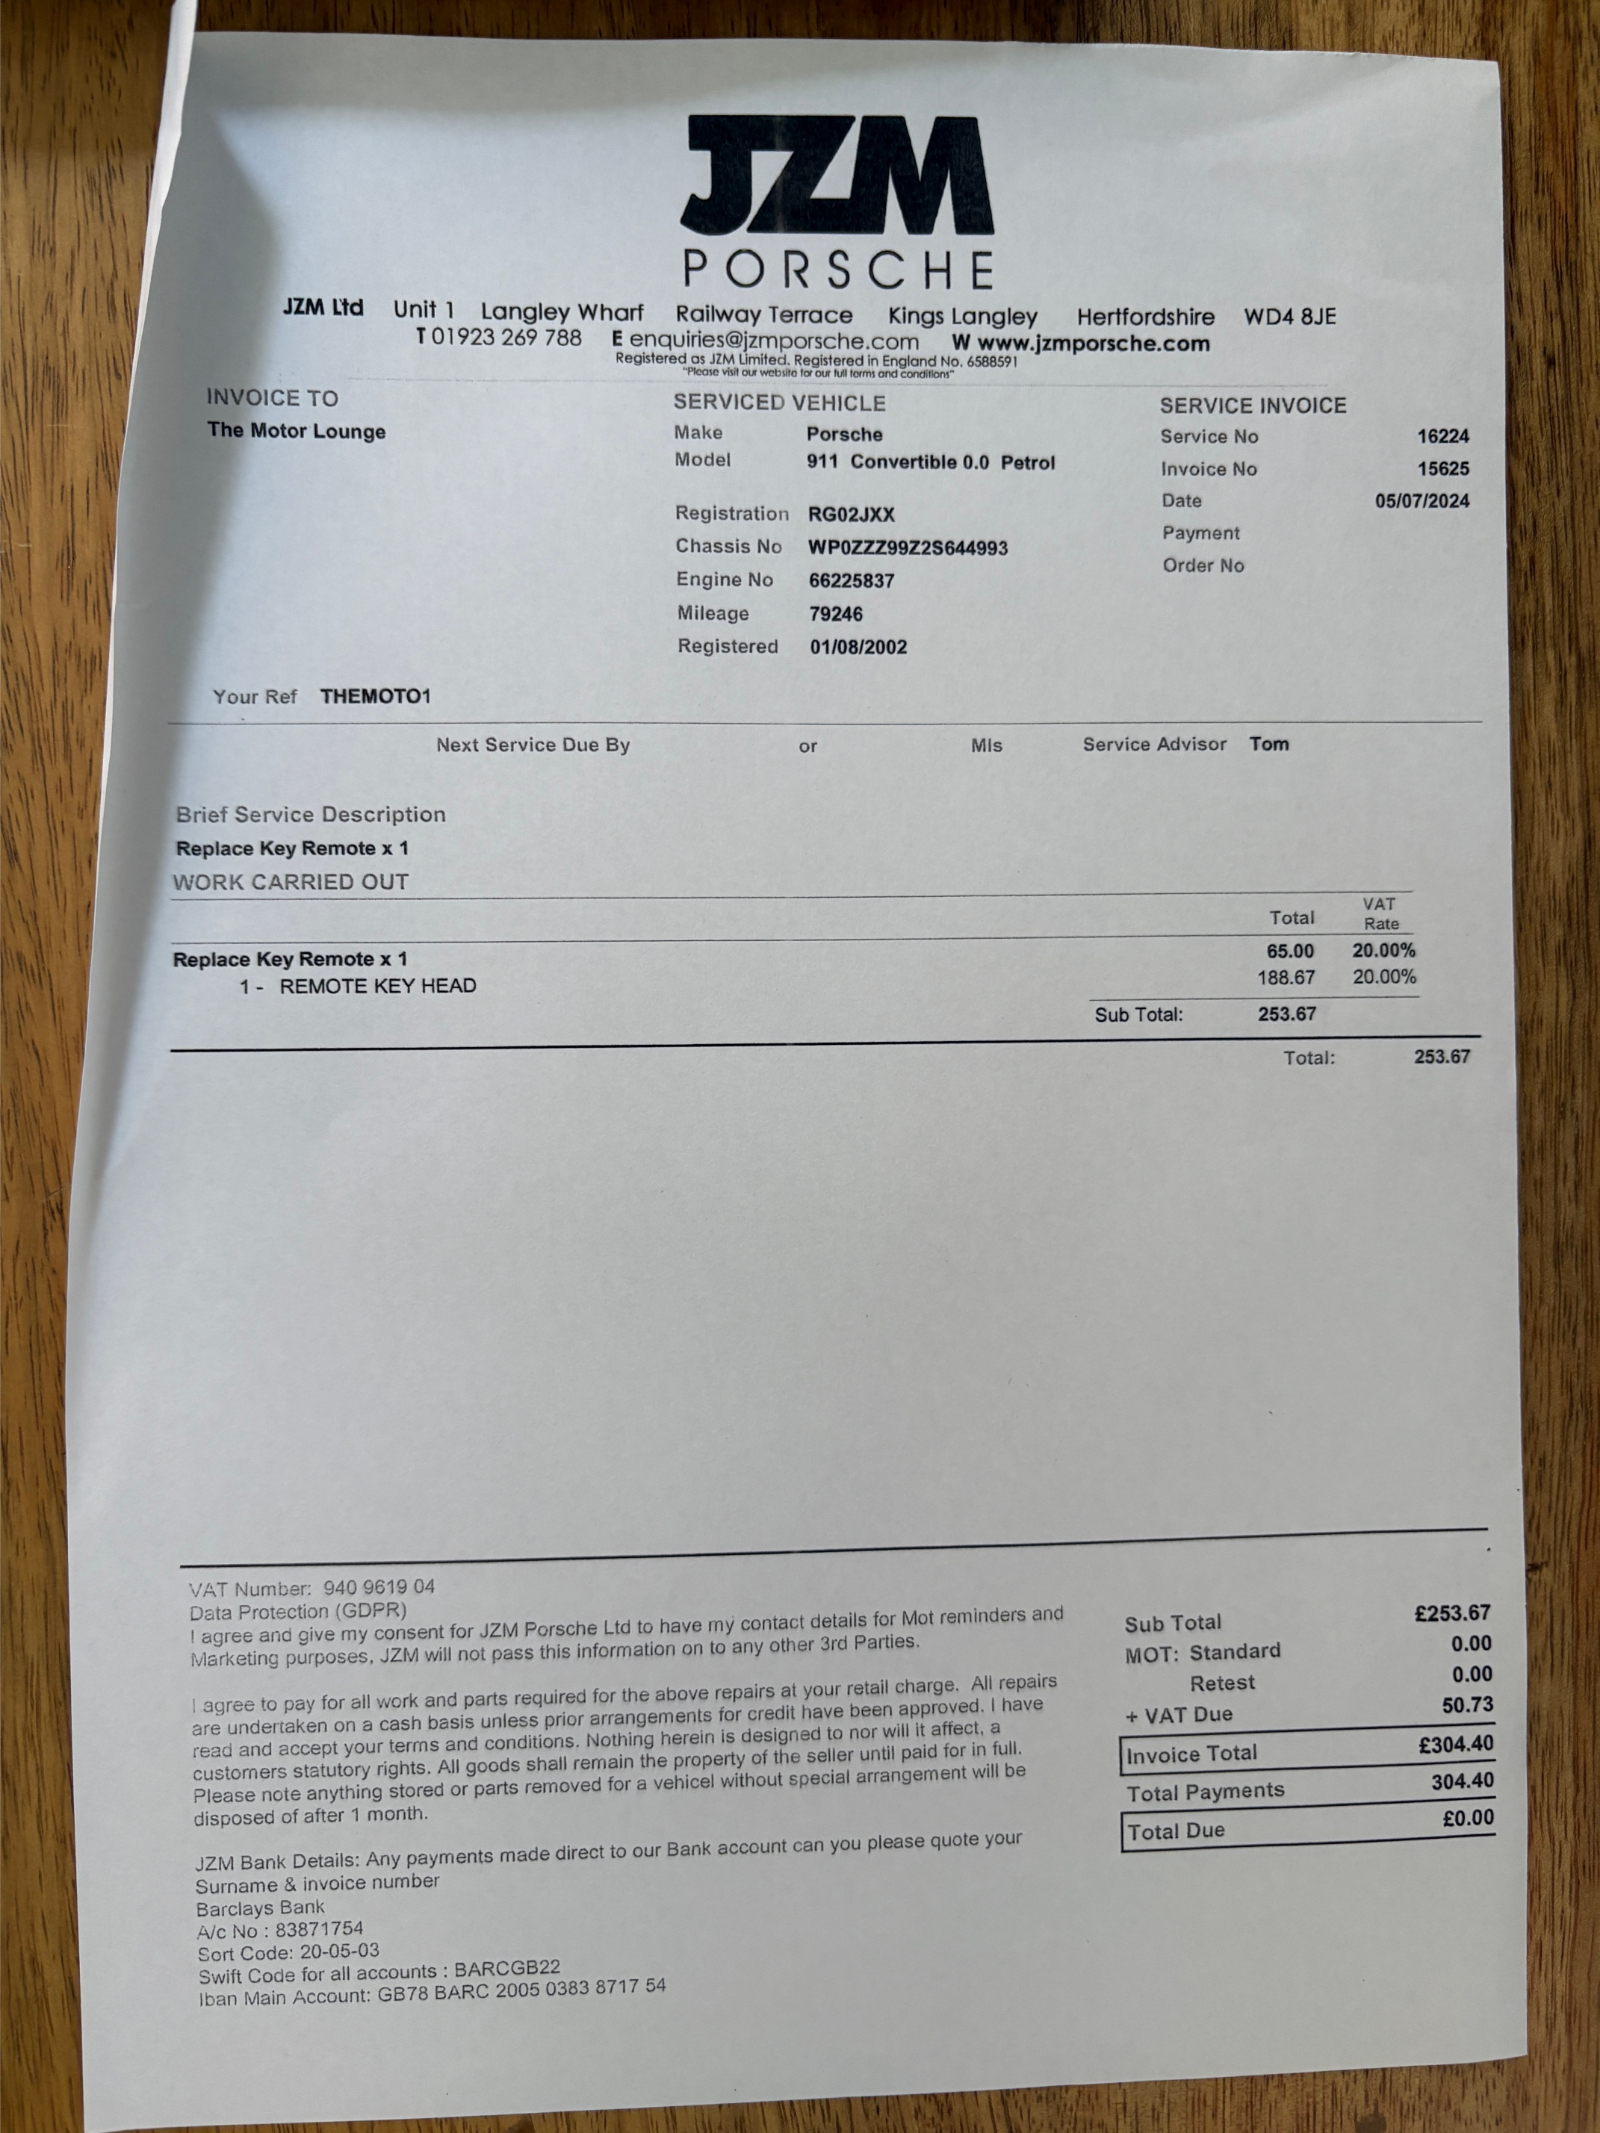 JZM
PORSCHE
JZM Ltd Unit 1 Langley Wharf Railway Terrace Kings Langley Hertfordshire WD4 8JE
T 01923 269 788 E enquiries@jzmporsche.com W www.jzmporsche.com
Registered as JZM Limited. Registered in England No. 6588591
"Please visit our website for our full terms and conditions"
INVOICE TO
The Motor Lounge
SERVICED VEHICLE
Make Porsche
Model 911 Convertible 0.0 Petrol
Registration RG02JXX
Chassis No WP0ZZZ99Z2S644993
Engine No 66225837
Mileage 79246
Registered 01/08/2002
SERVICE INVOICE
Service No 16224
Invoice No 15625
Date 05/07/2024
Payment
Order No
Your Ref THEMOTO1
Next Service Due By or Mls Service Advisor Tom
Brief Service Description
Replace Key Remote x 1
WORK CARRIED OUT
Total VAT Rate
Replace Key Remote x 1 65.00 20.00%
1 - REMOTE KEY HEAD 188.67 20.00%
Sub Total: 253.67
Total: 253.67
VAT Number: 940 9619 04
Data Protection (GDPR)
I agree and give my consent for JZM Porsche Ltd to have my contact details for Mot reminders and
Marketing purposes, JZM will not pass this information on to any other 3rd Parties.
I agree to pay for all work and parts required for the above repairs at your retail charge. All repairs
are undertaken on a cash basis unless prior arrangements for credit have been approved. I have
read and accept your terms and conditions. Nothing herein is designed to nor will it affect, a
customers statutory rights. All goods shall remain the property of the seller until paid for in full.
Please note anything stored or parts removed for a vehicel without special arrangement will be
disposed of after 1 month.
JZM Bank Details: Any payments made direct to our Bank account can you please quote your
Surname & invoice number
Barclays Bank
A/c No : 83871754
Sort Code: 20-05-03
Swift Code for all accounts : BARCGB22
Iban Main Account: GB78 BARC 2005 0383 8717 54
Sub Total £253.67
MOT: Standard 0.00
Retest 0.00
+ VAT Due 50.73
Invoice Total £304.40
Total Payments 304.40
Total Due £0.00